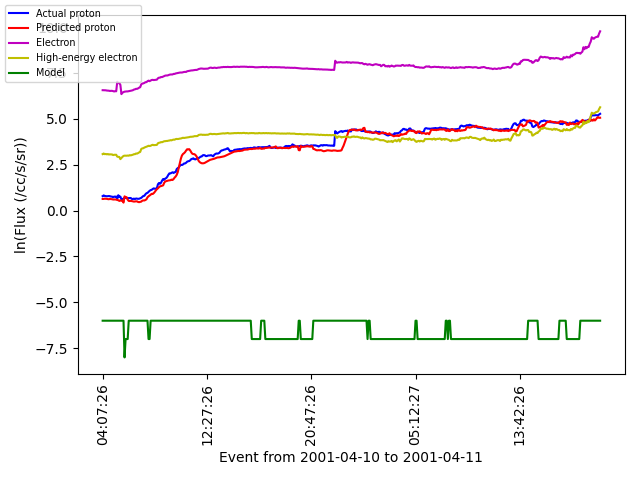 Actual proton
Predicted proton
Electron
High-energy electron
Model
5.0
2.5
0.0
−2.5
−5.0
−7.5
ln(Flux (/cc/s/sr))
04:07:26
12:27:26
20:47:26
05:12:27
13:42:26
Event from 2001-04-10 to 2001-04-11